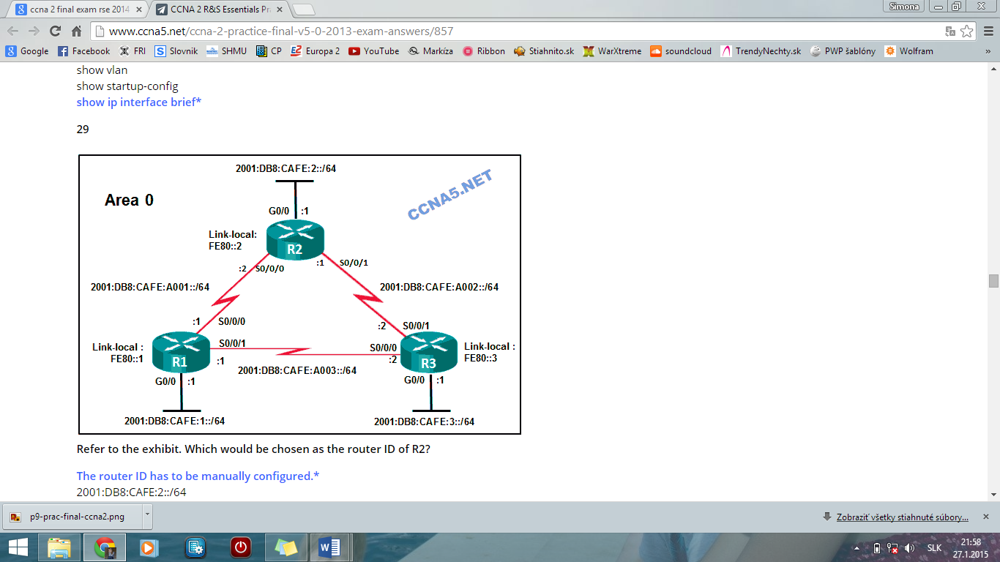 ccna 2 final exam rse 2014
CCNA 2 R&S Essentials Pr
Simona
www.ccna5.net/ccna-2-practice-final-v5-0-2013-exam-answers/857
Google Facebook FRI Slovnik SHMU CP Europa 2 YouTube Markíza Ribbon Stiahnito.sk WarXtreme soundcloud TrendyNechty.sk PWP šablóny Wolfram »
show vlan
show startup-config
show ip interface brief*
29
2001:DB8:CAFE:2::/64
CCNA5.NET
Area 0
G0/0 :1
Link-local:
FE80::2
R2
:2 S0/0/0
:1 S0/0/1
2001:DB8:CAFE:A001::/64
2001:DB8:CAFE:A002::/64
:1 S0/0/0
:2 S0/0/1
Link-local :
FE80::1
R1
S0/0/1
:1
S0/0/0
:2
R3
Link-local :
FE80::3
2001:DB8:CAFE:A003::/64
G0/0 :1
G0/0 :1
2001:DB8:CAFE:1::/64
2001:DB8:CAFE:3::/64
Refer to the exhibit. Which would be chosen as the router ID of R2?
The router ID has to be manually configured.*
2001:DB8:CAFE:2::/64
p9-prac-final-ccna2.png
Zobraziť všetky stiahnuté súbory...
SLK
21:58
27.1.2015